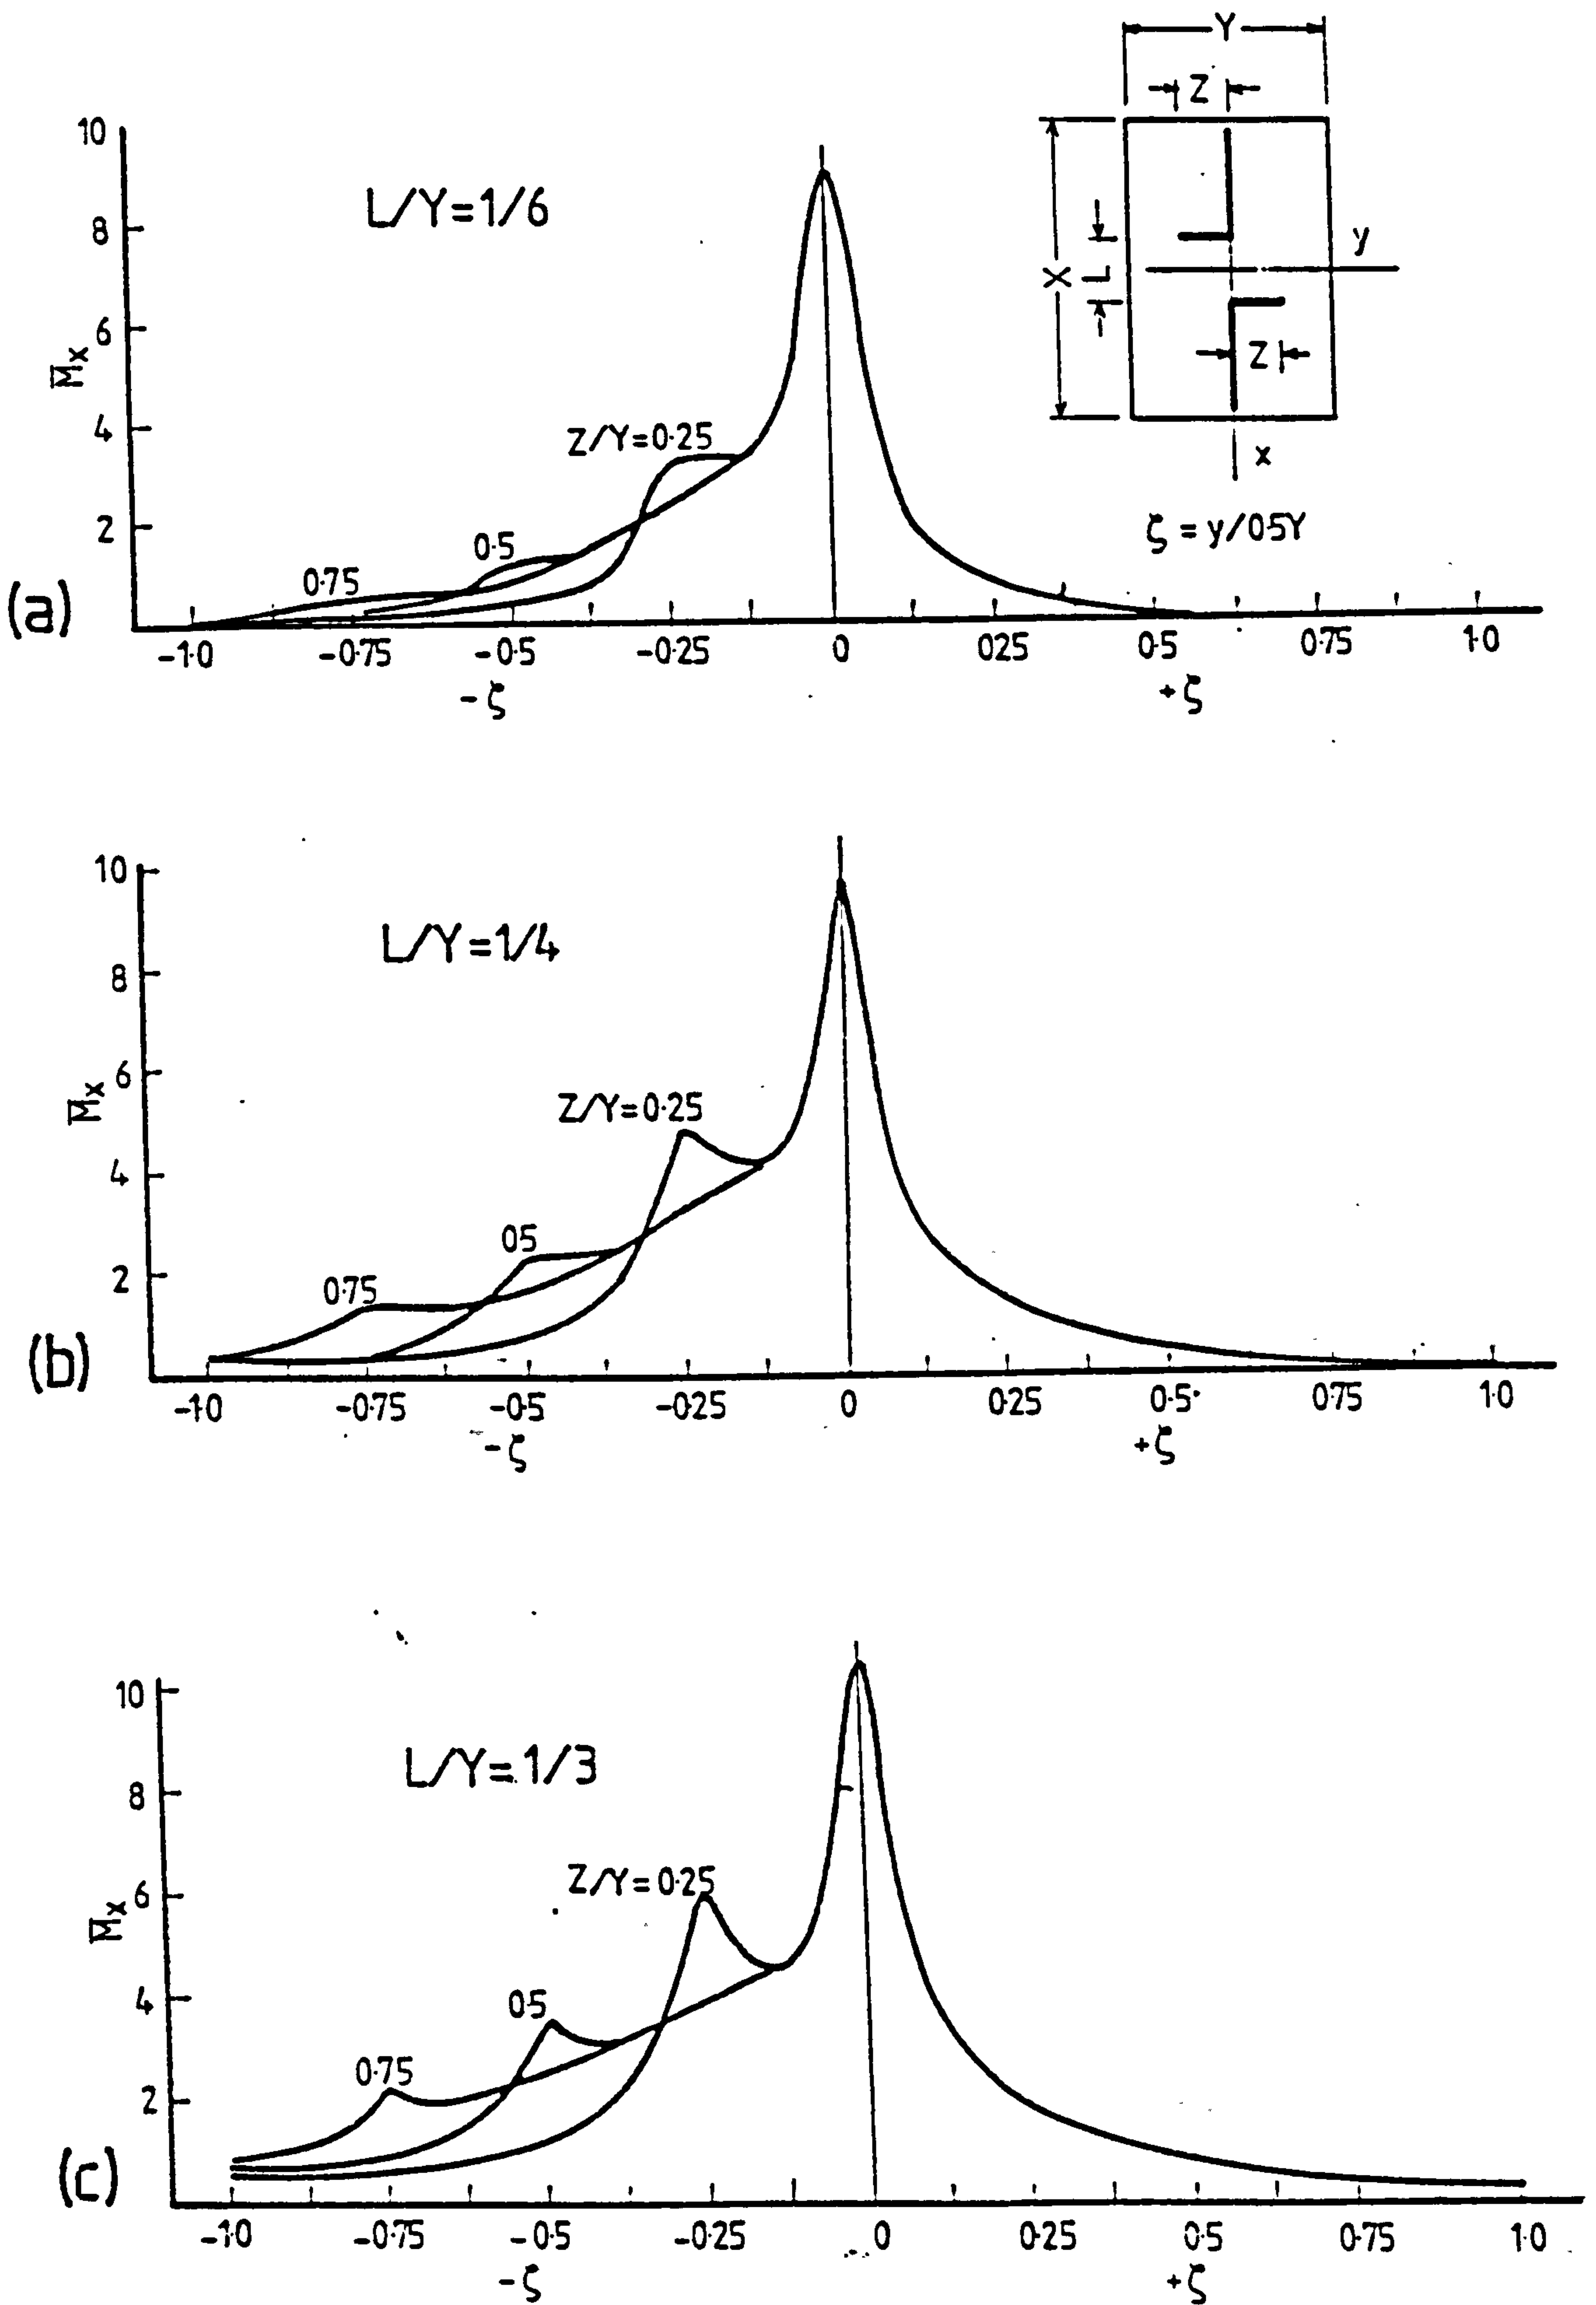 Y
Z
10
L/Y=1/6
8
y
X
L
6
M̅x
Z
4
Z/Y=0·25
x
2
0·5
ζ = y/05Y
0·75
(a)
-1·0 -0·75 -0·5 -0·25 0 025 0·5 0·75 1·0
-ζ +ζ
10
L/Y=1/4
8
6
M̅x
Z/Y=0·25
4
05
2
0·75
(b)
-1·0 -0·75 -0·5 -0·25 0 0·25 0·5 0·75 1·0
-ζ +ζ
10
L/Y=1/3
8
Z/Y=0·25
6
M̅x
4
0·5
0·75
2
(c)
-1·0 -0·75 -0·5 -0·25 0 0·25 0·5 0·75 1.0
-ζ +ζ